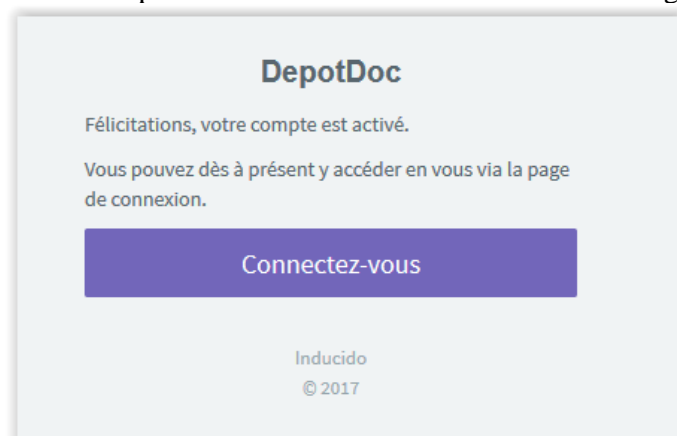 DepotDoc
Félicitations, votre compte est activé.
Vous pouvez dès à présent y accéder en vous via la page
de connexion.
Connectez-vous
Inducido
© 2017